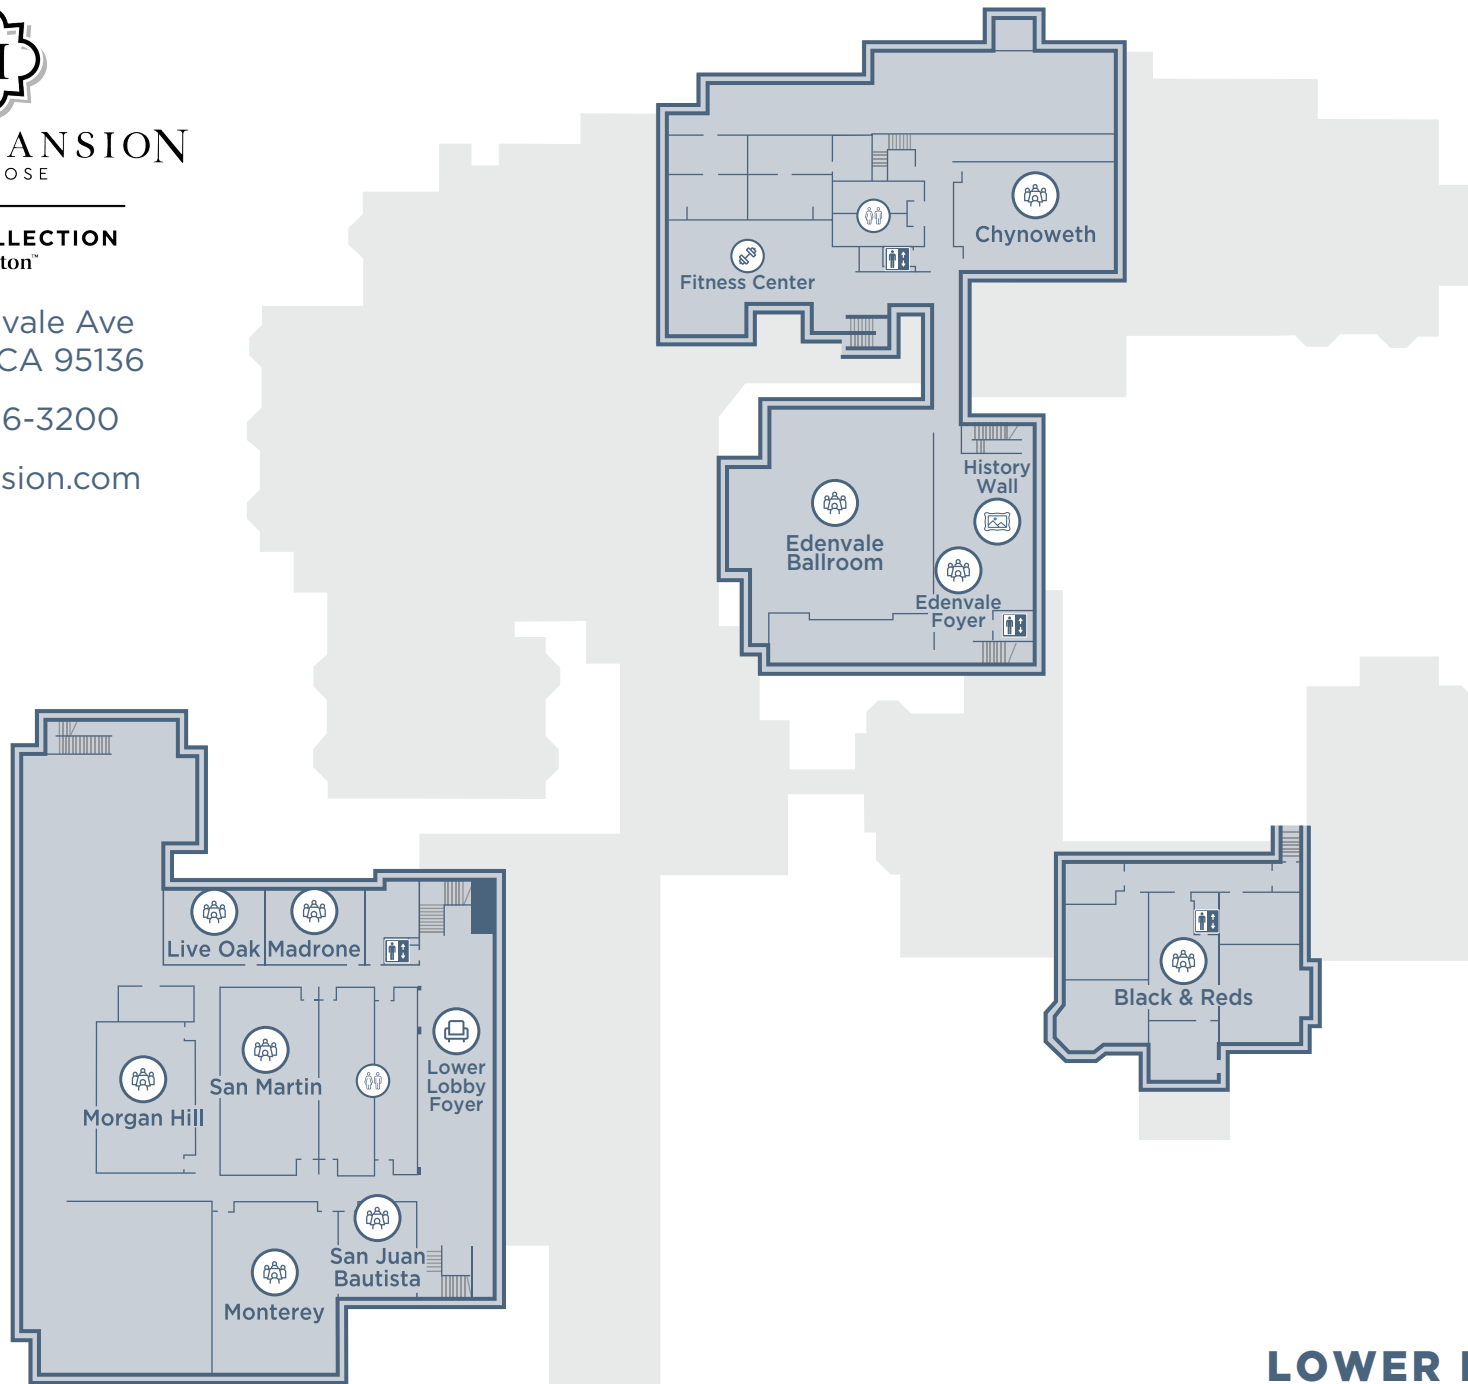 ANSION
OSE
LLECTION
ton™
vale Ave
CA 95136
6-3200
sion.com
Chynoweth
Fitness Center
History
Wall
Edenvale
Ballroom
Edenvale
Foyer
Live Oak
Madrone
Black & Reds
Lower
Lobby
Foyer
San Martin
Morgan Hill
San Juan
Bautista
Monterey
LOWER